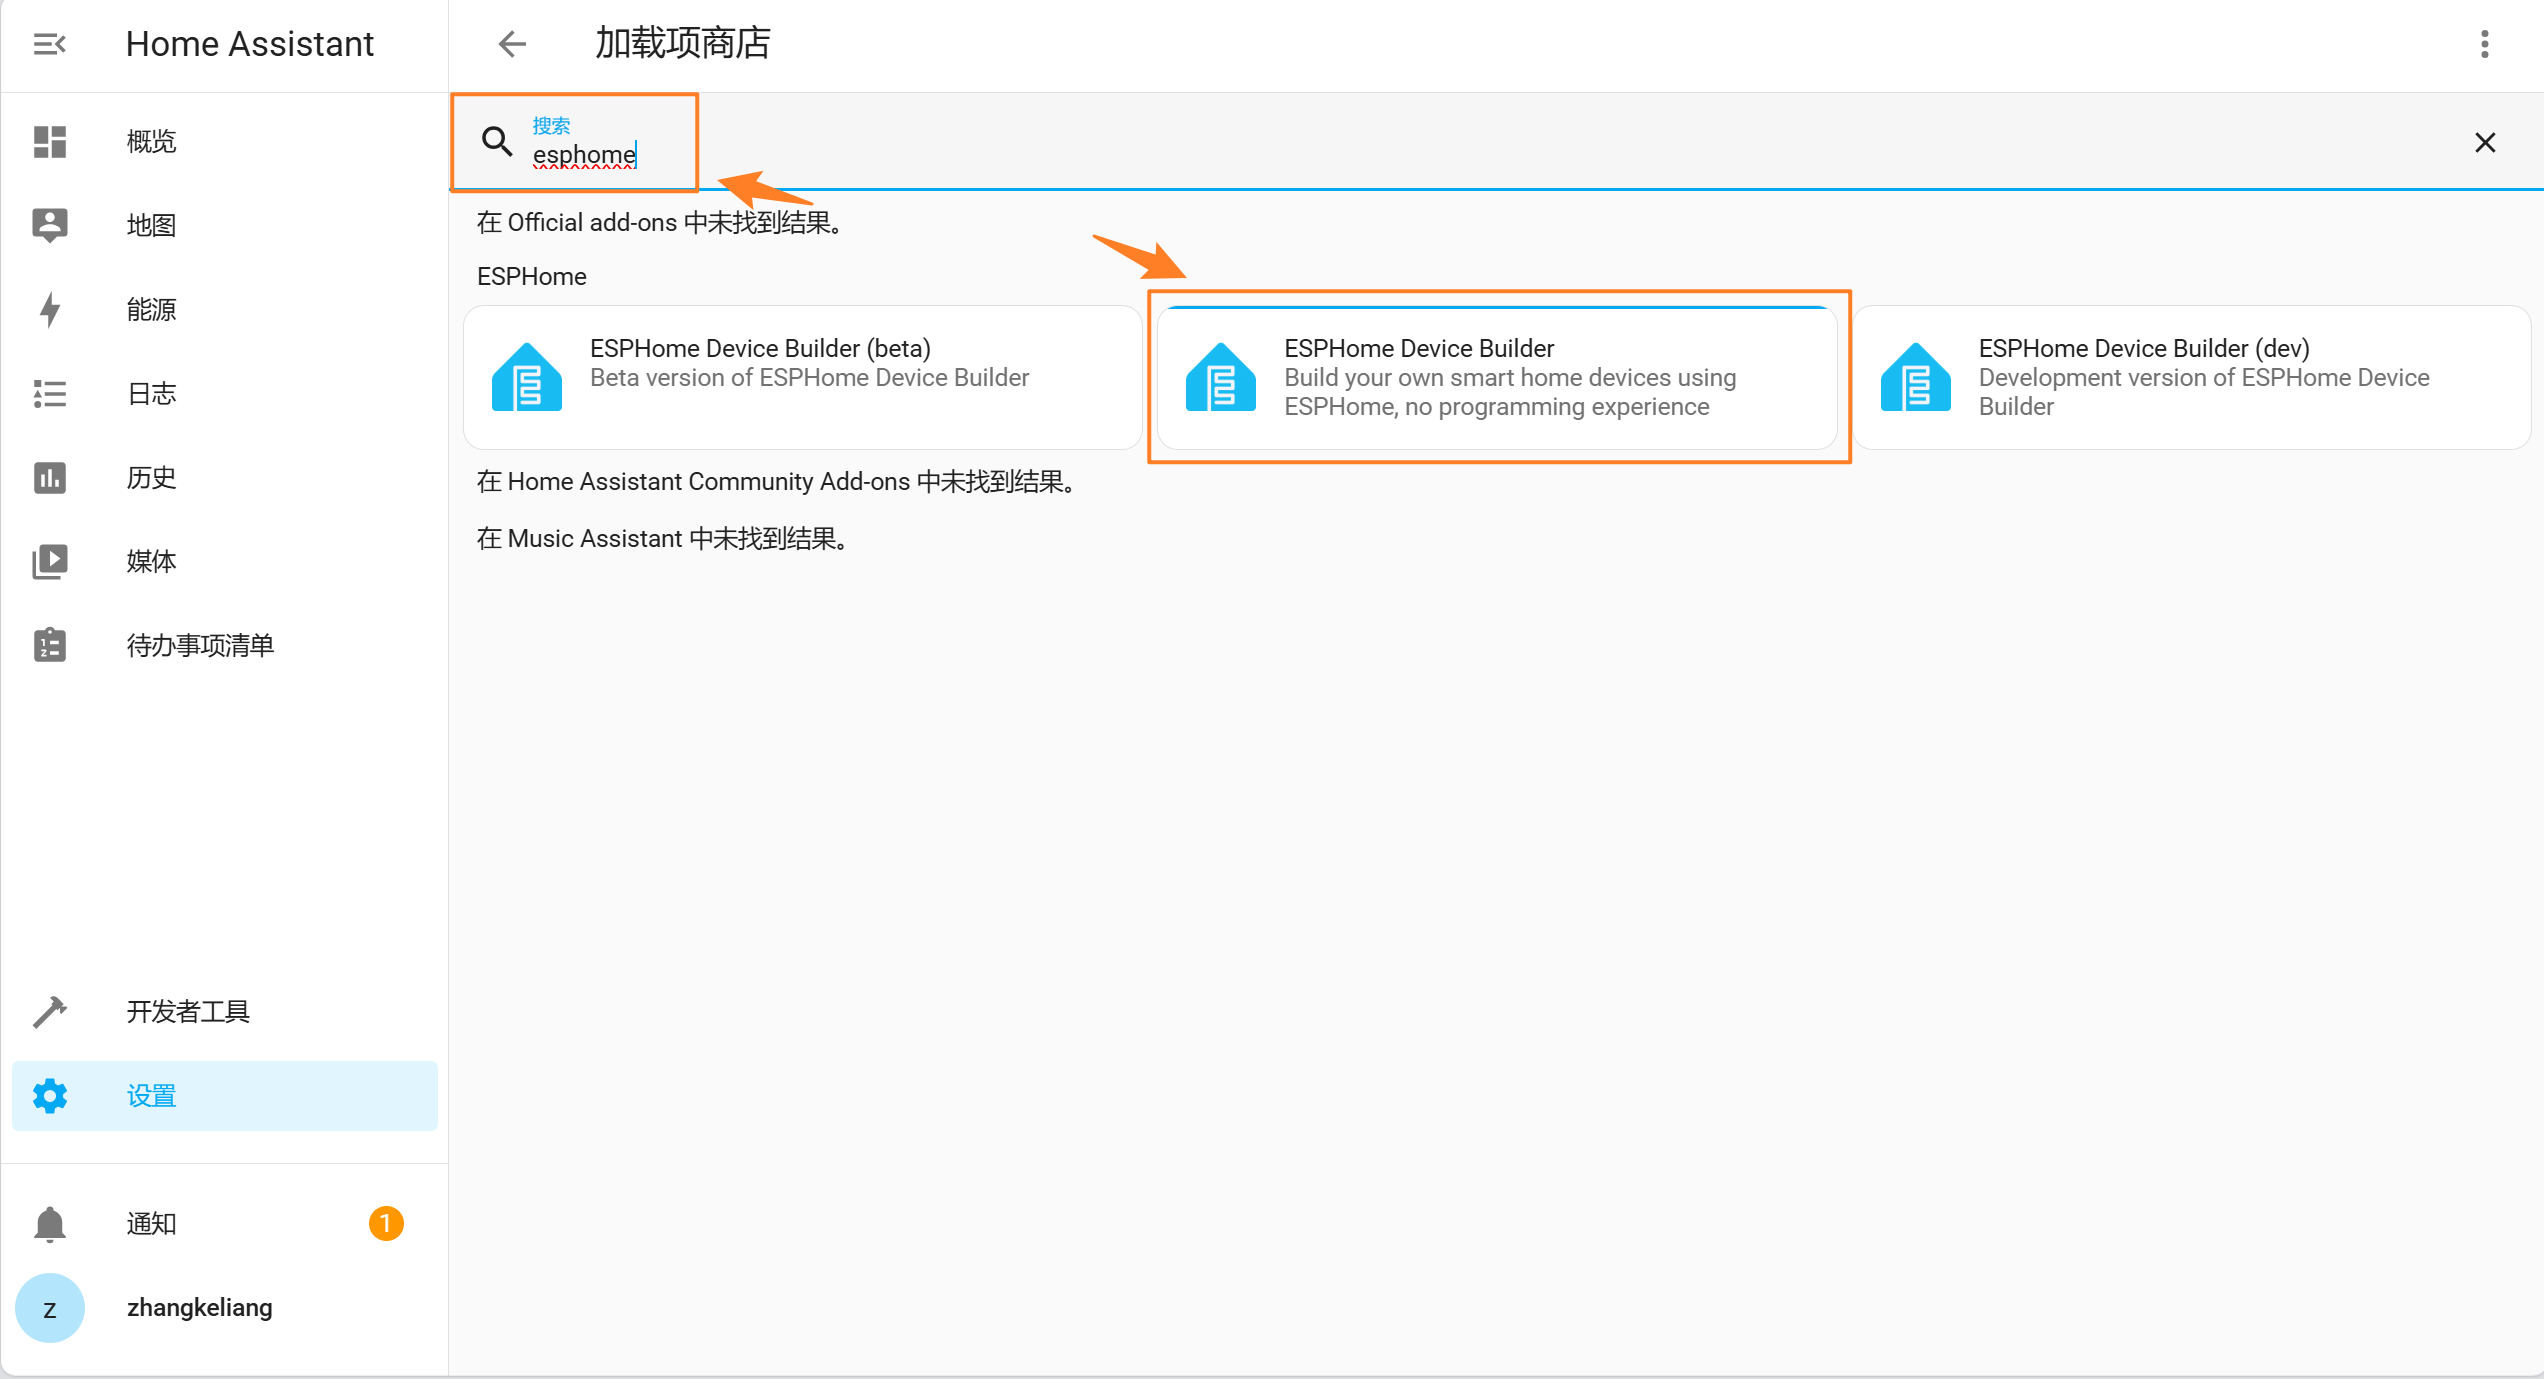 Home Assistant
加载项商店
概览
地图
能源
日志
历史
媒体
待办事项清单
开发者工具
设置
通知
1
z
zhangkeliang
搜索
esphome
在 Official add-ons 中未找到结果。
ESPHome
ESPHome Device Builder (beta)
Beta version of ESPHome Device Builder
ESPHome Device Builder
Build your own smart home devices using
ESPHome, no programming experience
ESPHome Device Builder (dev)
Development version of ESPHome Device
Builder
在 Home Assistant Community Add-ons 中未找到结果。
在 Music Assistant 中未找到结果。